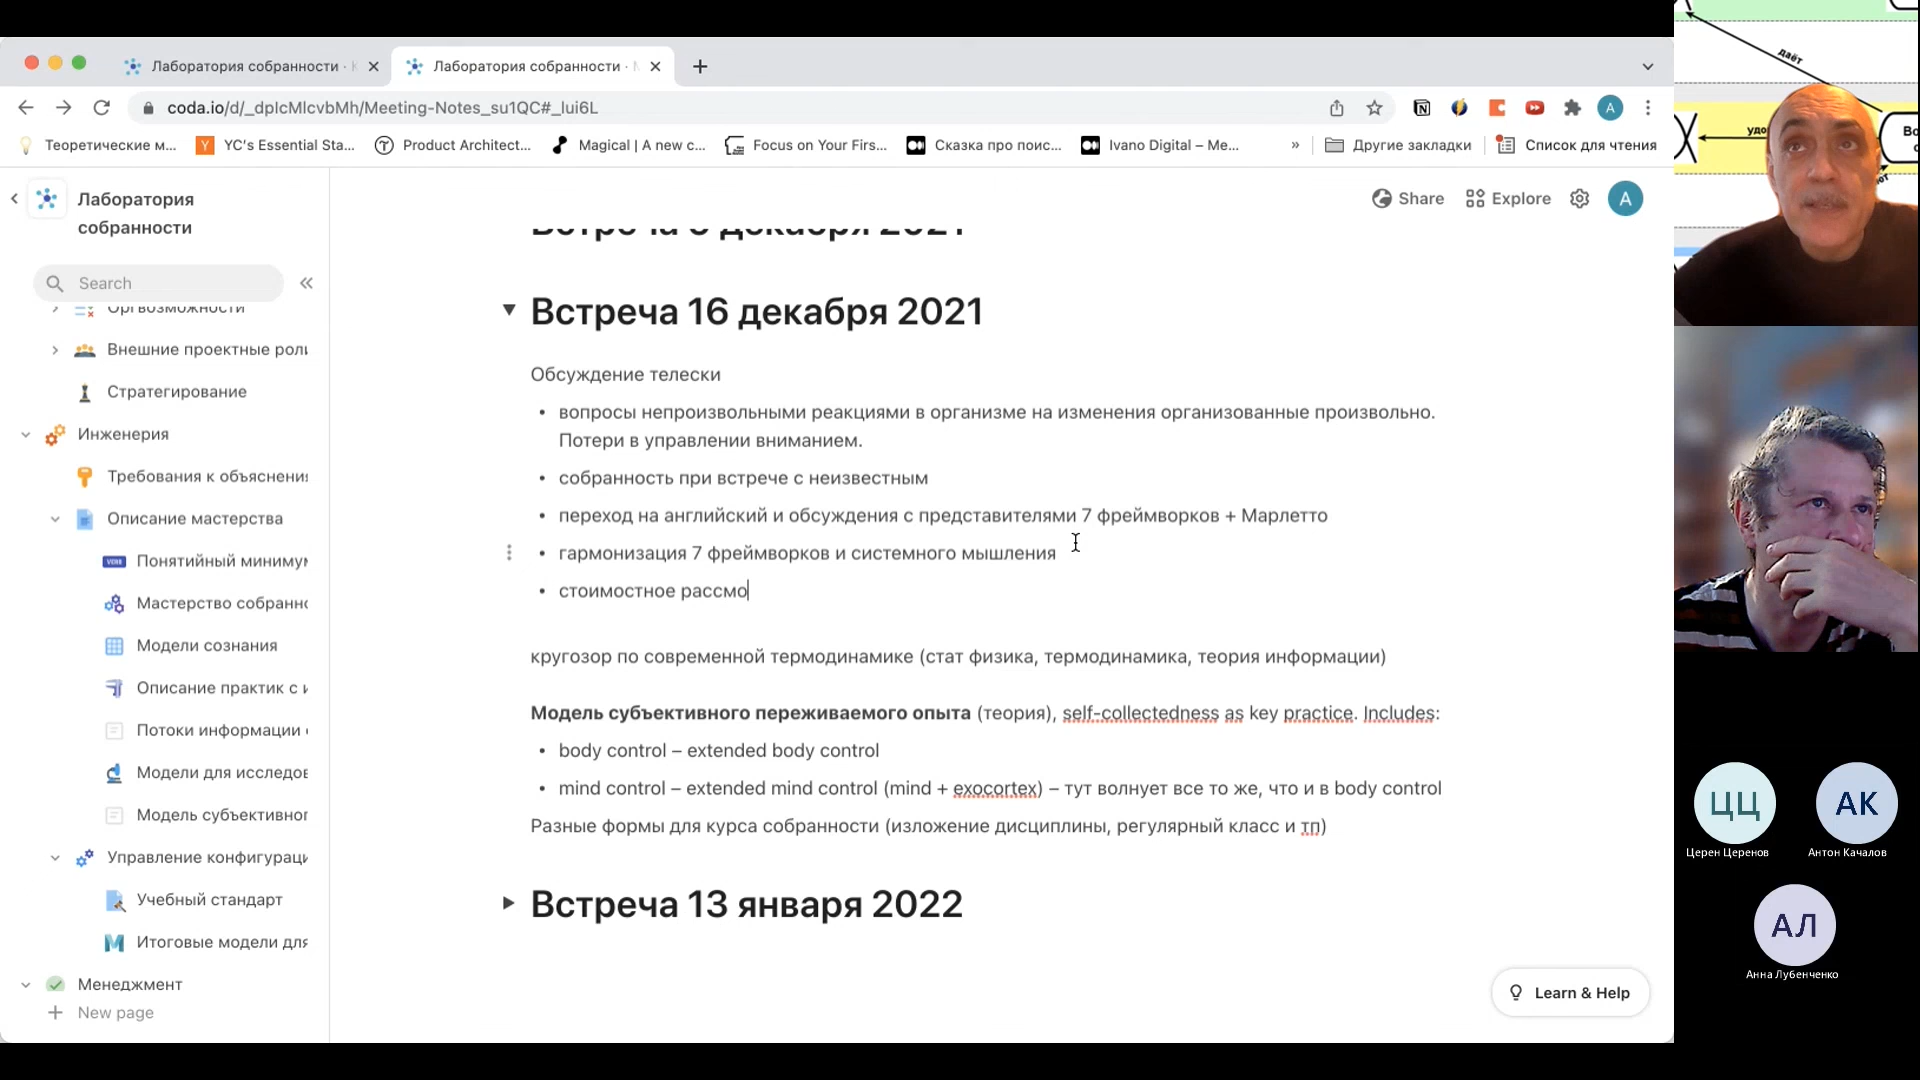 Лаборатория собранности ·
Лаборатория собранности ·
coda.io/d/_dplcMlcvbMh/Meeting-Notes_su1QC#_lui6L
A
Теоретические м...
YC's Essential Sta...
Product Architect...
Magical | A new c...
Focus on Your Firs...
Сказка про поис...
Ivano Digital – Me...
»
Другие закладки
Список для чтения
Лаборатория
собранности
Share
Explore
A
Search
Оргвозможности
Внешние проектные роли
Стратегирование
Инженерия
Требования к объяснени
Описание мастерства
Понятийный минимум
Мастерство собранно
Модели сознания
Описание практик с и
Потоки информации
Модели для исследов
Модель субъективног
Управление конфигураци
Учебный стандарт
Итоговые модели для
Менеджмент
New page
Встреча 16 декабря 2021
Обсуждение телески
• вопросы непроизвольными реакциями в организме на изменения организованные произвольно.
Потери в управлении вниманием.
• собранность при встрече с неизвестным
• переход на английский и обсуждения с представителями 7 фреймворков + Марлетто
• гармонизация 7 фреймворков и системного мышления
• стоимостное рассмо
кругозор по современной термодинамике (стат физика, термодинамика, теория информации)
Модель субъективного переживаемого опыта (теория), self-collectedness as key practice. Includes:
• body control – extended body control
• mind control – extended mind control (mind + exocortex) – тут волнует все то же, что и в body control
Разные формы для курса собранности (изложение дисциплины, регулярный класс и тп)
Встреча 13 января 2022
Learn & Help
даёт
ЦЦ
Церен Церенов
АК
Антон Качалов
АЛ
Анна Лубенченко